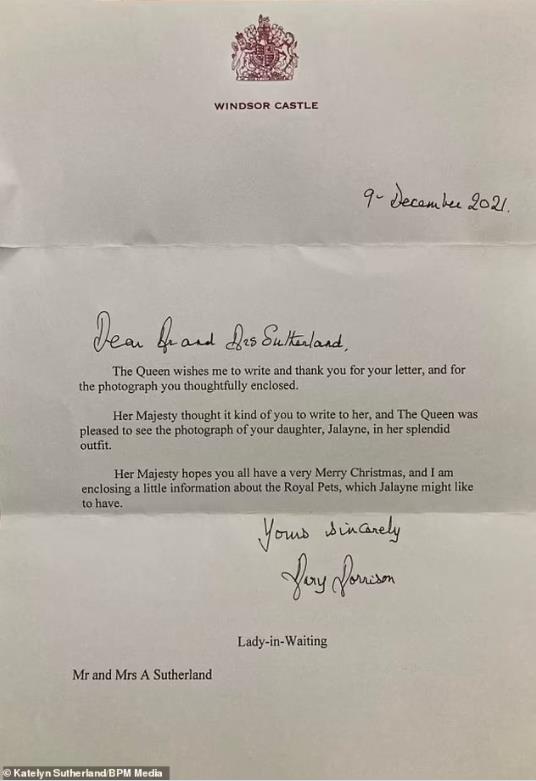 WINDSOR CASTLE
9- December 2021.
Dear Mr and Mrs Sutherland,
The Queen wishes me to write and thank you for your letter, and for
the photograph you thoughtfully enclosed.
Her Majesty thought it kind of you to write to her, and The Queen was
pleased to see the photograph of your daughter, Jalayne, in her splendid
outfit.
Her Majesty hopes you all have a very Merry Christmas, and I am
enclosing a little information about the Royal Pets, which Jalayne might like
to have.
Yours sincerely
Mary Morrison
Lady-in-Waiting
Mr and Mrs A Sutherland
© Katelyn Sutherland/BPM Media